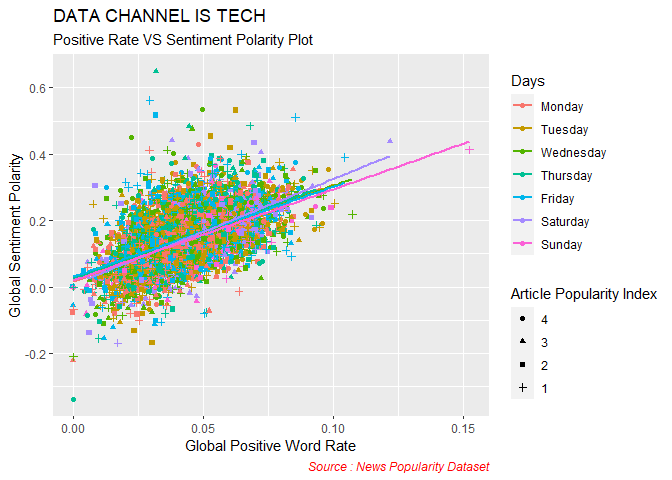 DATA CHANNEL IS TECH
Positive Rate VS Sentiment Polarity Plot
Global Sentiment Polarity
0.6
0.4
0.2
0.0
-0.2
0.00 0.05 0.10 0.15
Global Positive Word Rate
Source : News Popularity Dataset
Days
Monday
Tuesday
Wednesday
Thursday
Friday
Saturday
Sunday
Article Popularity Index
4
3
2
1